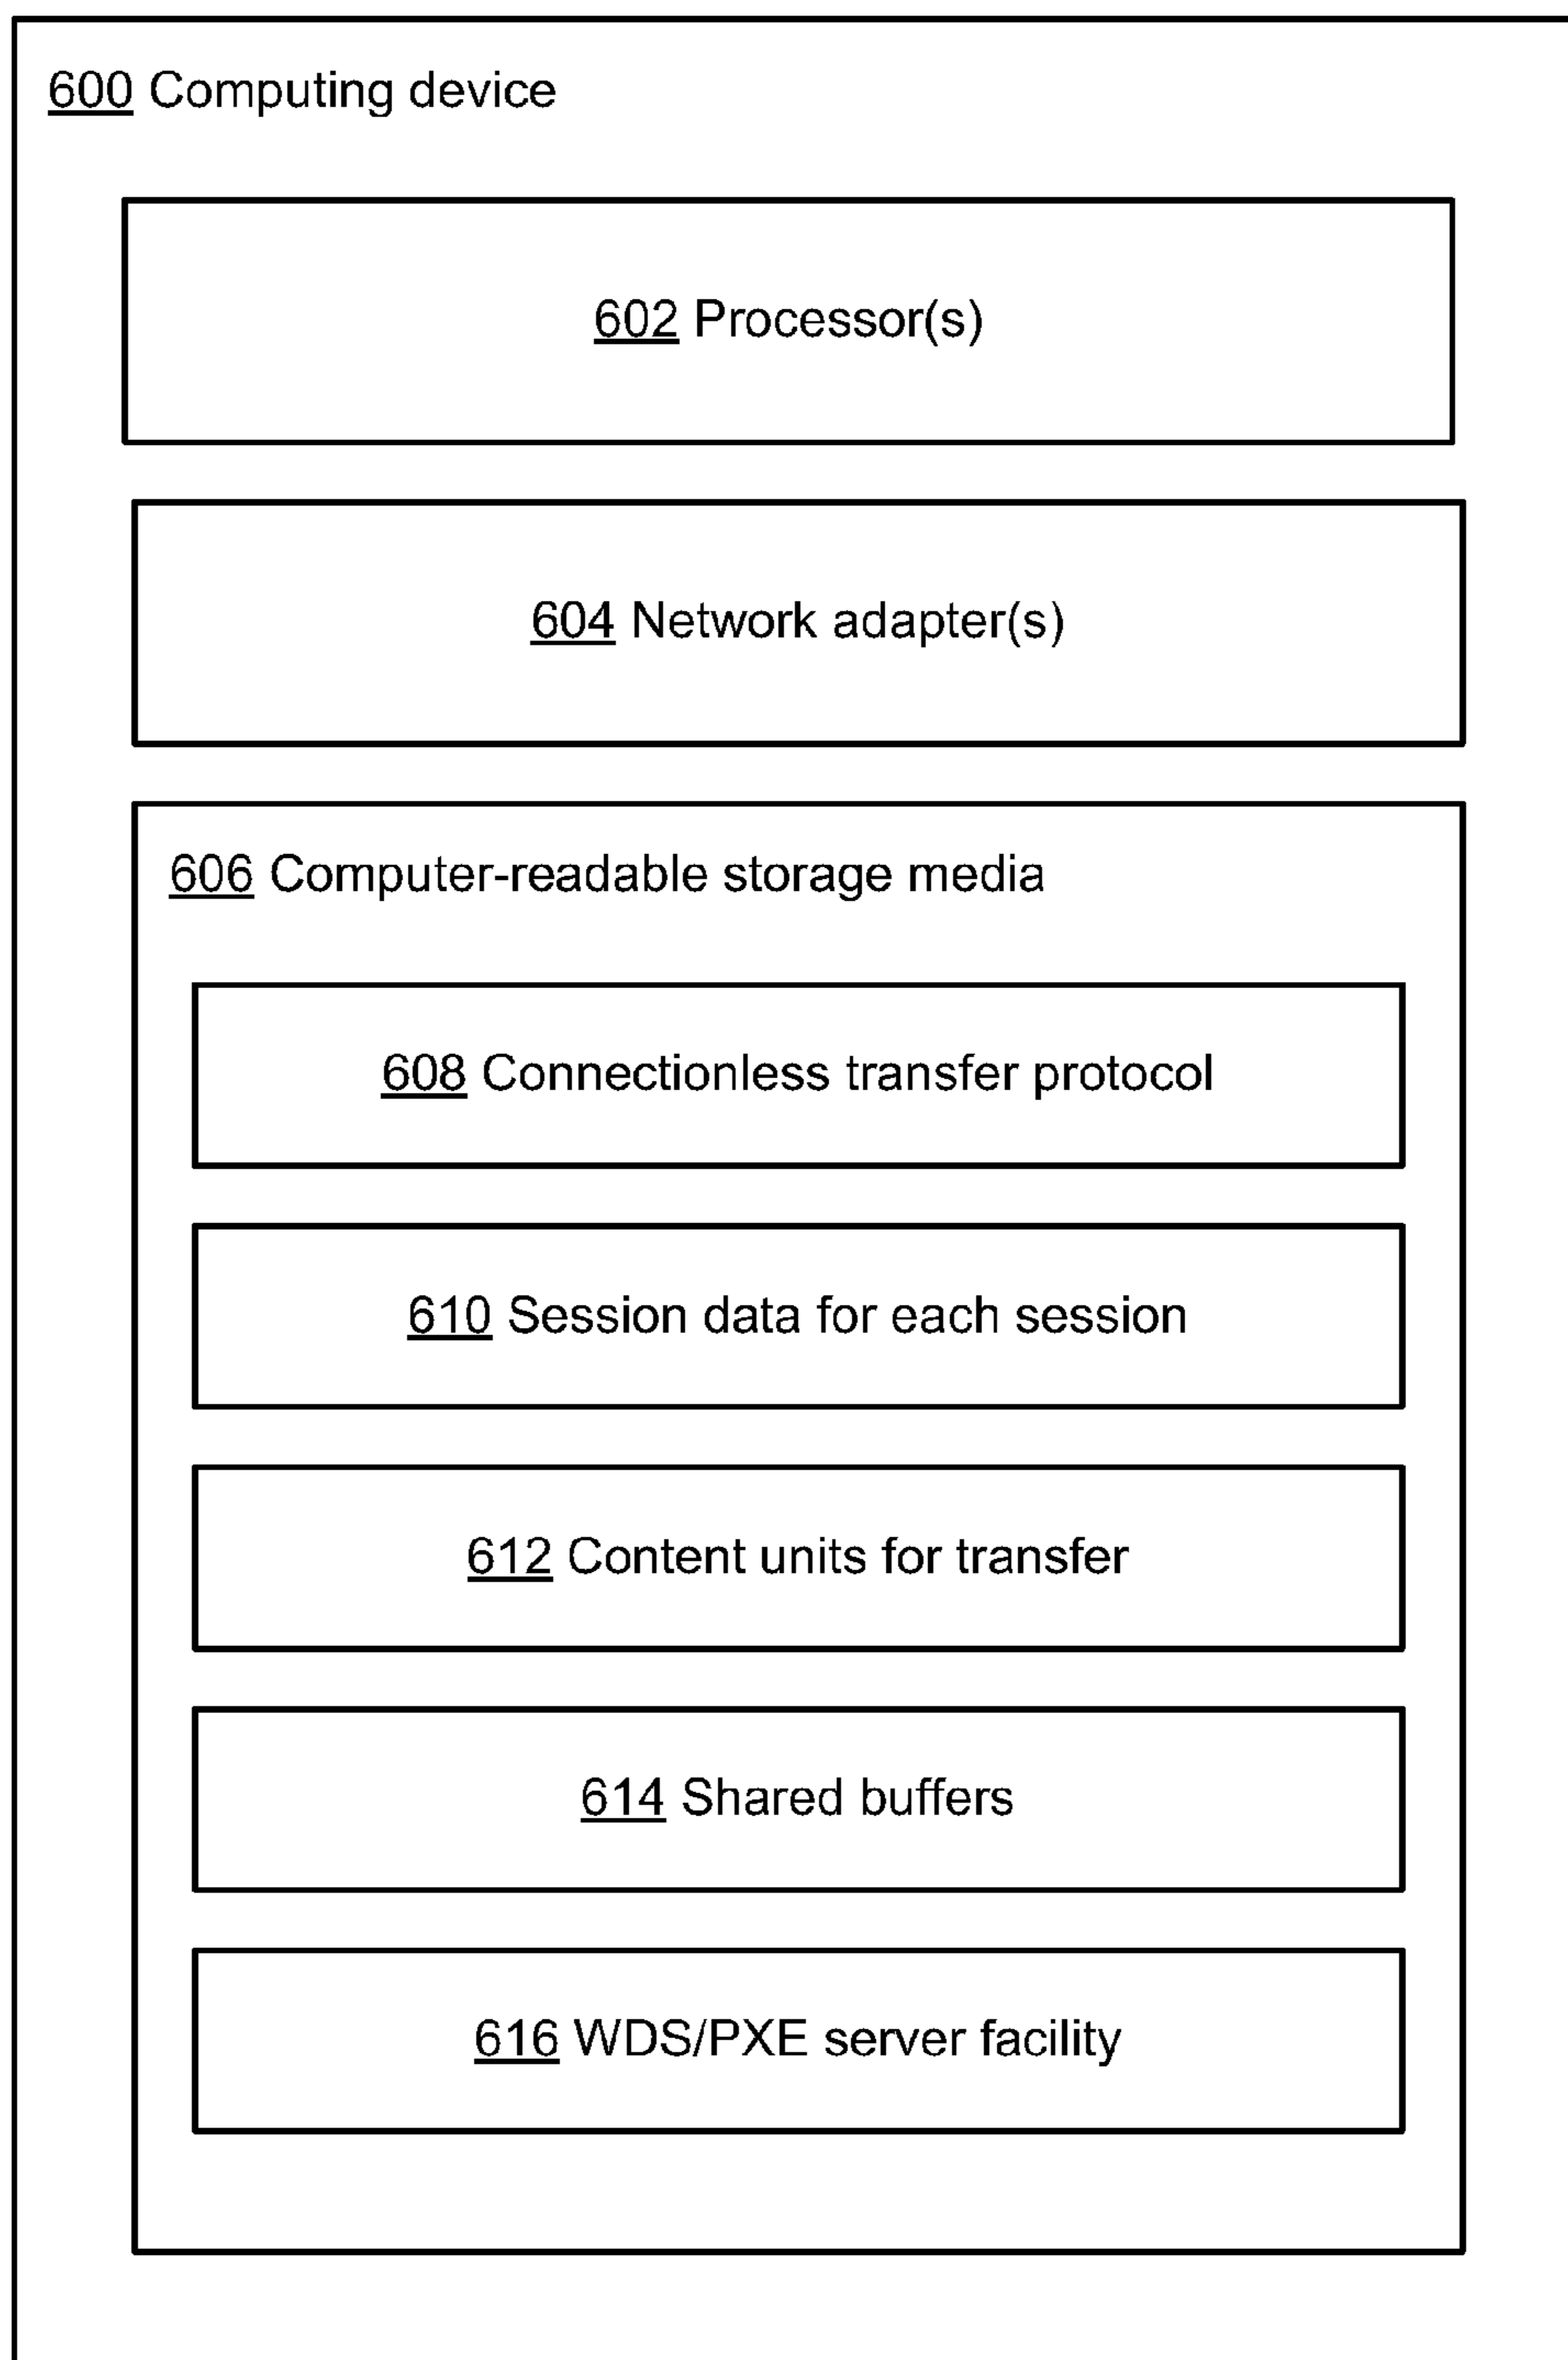 600 Computing device
602 Processor(s)
604 Network adapter(s)
606 Computer-readable storage media
608 Connectionless transfer protocol
610 Session data for each session
612 Content units for transfer
614 Shared buffers
616 WDS/PXE server facility